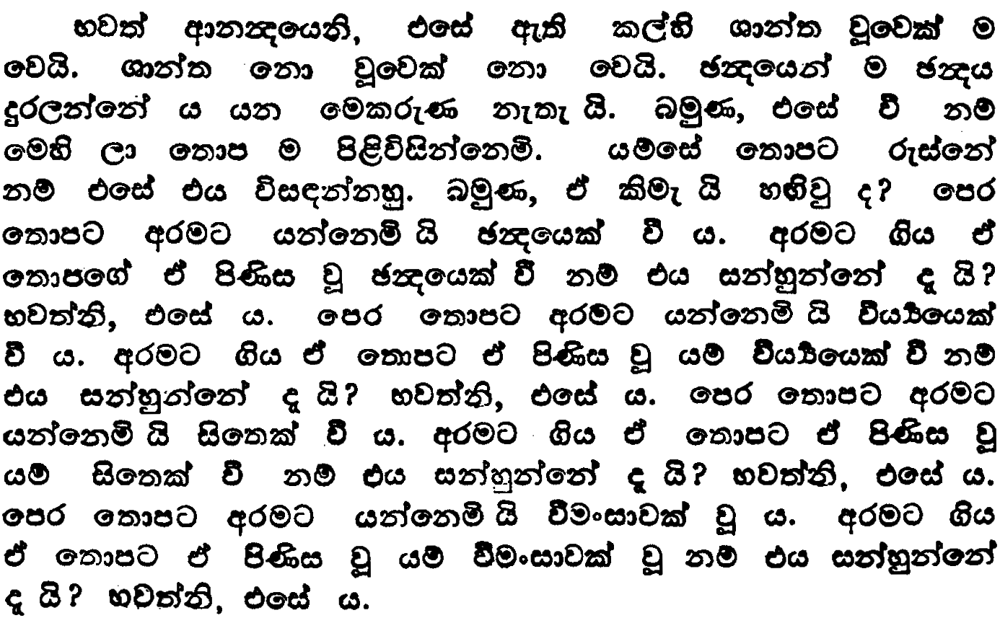 හවත් ආනන්‍දයෙනි, එසේ ඇති කල්හි ශාන්ත වූවෙක් ම
වෙයි. ශාන්ත නො වූවෙක් නො වෙයි. ඡන්‍දයෙන් ම ඡන්‍දය
දුරලන්නේ ය යන මෙකරුණ නැතැ යි. බමුණ, එසේ වී නම්
මෙහි ලා තොප ම පිළිවිසින්නෙමි. යම්සේ තොපට රුස්නේ
නම් එසේ එය විසඳන්නහු. බමුණ, ඒ කිමැ යි හඟිවු ද? පෙර
තොපට අරමට යන්නෙමි යි ඡන්‍දයෙක් වී ය. අරමට ගිය ඒ
තොපගේ ඒ පිණිස වූ ඡන්‍දයෙක් වී නම් එය සන්හුන්නේ දැ යි?
භවත්නි, එසේ ය. පෙර තොපට අරමට යන්නෙමි යි වීර්‍ය්‍යයෙක්
වී ය. අරමට ගිය ඒ තොපට ඒ පිණිස වූ යම් වීර්‍ය්‍යයෙක් වී නම්
එය සන්හුන්නේ දැ යි? භවත්නි, එසේ ය. පෙර තොපට අරමට
යන්නෙමි යි සිතෙක් වී ය. අරමට ගිය ඒ තොපට ඒ පිණිස වූ
යම් සිතෙක් වී නම් එය සන්හුන්නේ දැ යි? භවත්නි, එසේ ය.
පෙර තොපට අරමට යන්නෙමි යි වීමංසාවක් වූ ය. අරමට ගිය
ඒ තොපට ඒ පිණිස වූ යම් වීමංසාවක් වූ නම් එය සන්හුන්නේ
දැ යි? භවත්නි, එසේ ය.